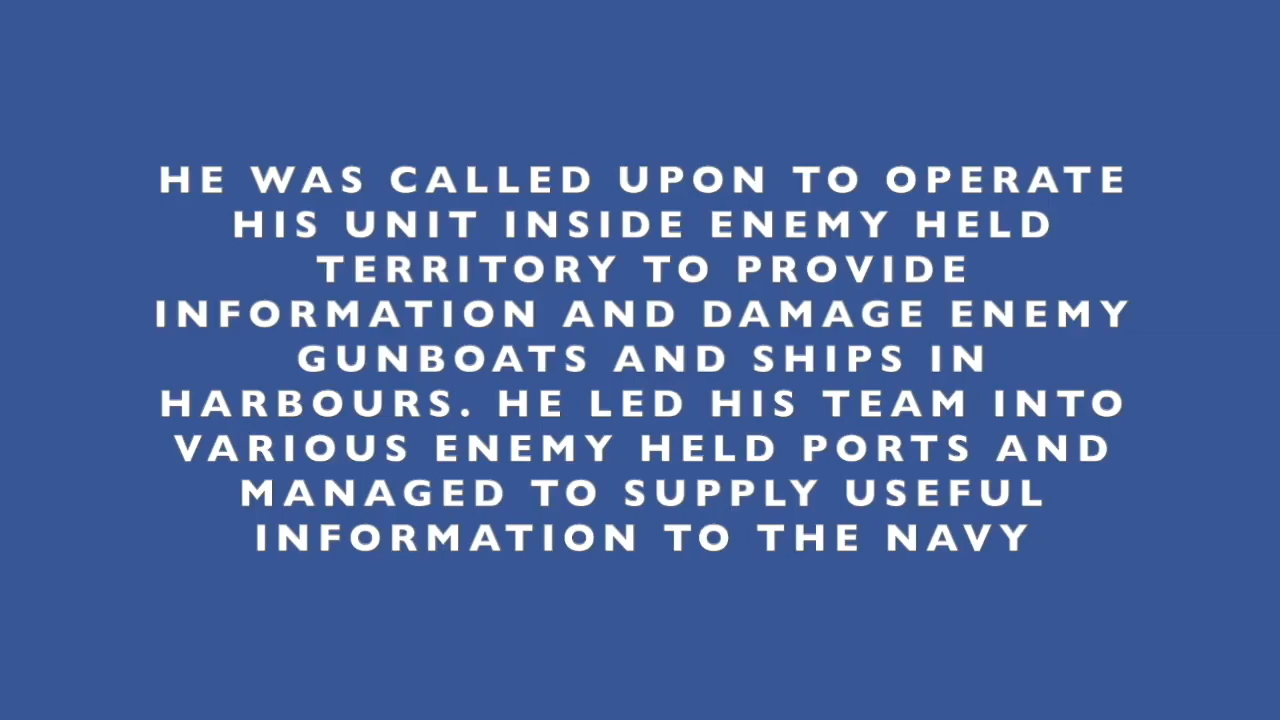 HE WAS CALLED UPON TO OPERATE
HIS UNIT INSIDE ENEMY HELD
TERRITORY TO PROVIDE
INFORMATION AND DAMAGE ENEMY
GUNBOATS AND SHIPS IN
HARBOURS. HE LED HIS TEAM INTO
VARIOUS ENEMY HELD PORTS AND
MANAGED TO SUPPLY USEFUL
INFORMATION TO THE NAVY